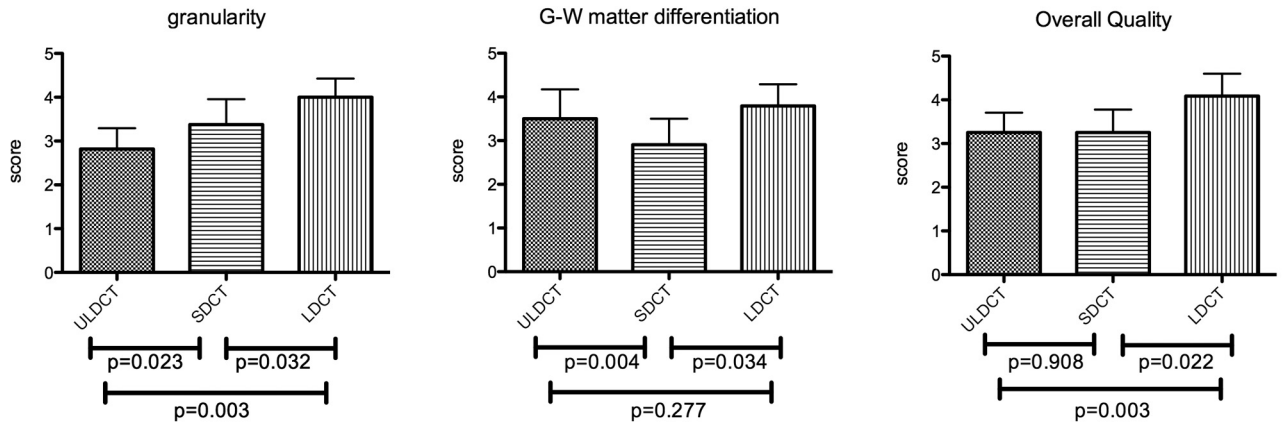 granularity
5
4
3
2
1
0
score
ULDCT
SDCT
LDCT
p=0.023
p=0.032
p=0.003
G-W matter differentiation
5
4
3
2
1
0
score
ULDCT
SDCT
LDCT
p=0.004
p=0.034
p=0.277
Overall Quality
5
4
3
2
1
0
score
ULDCT
SDCT
LDCT
p=0.908
p=0.022
p=0.003